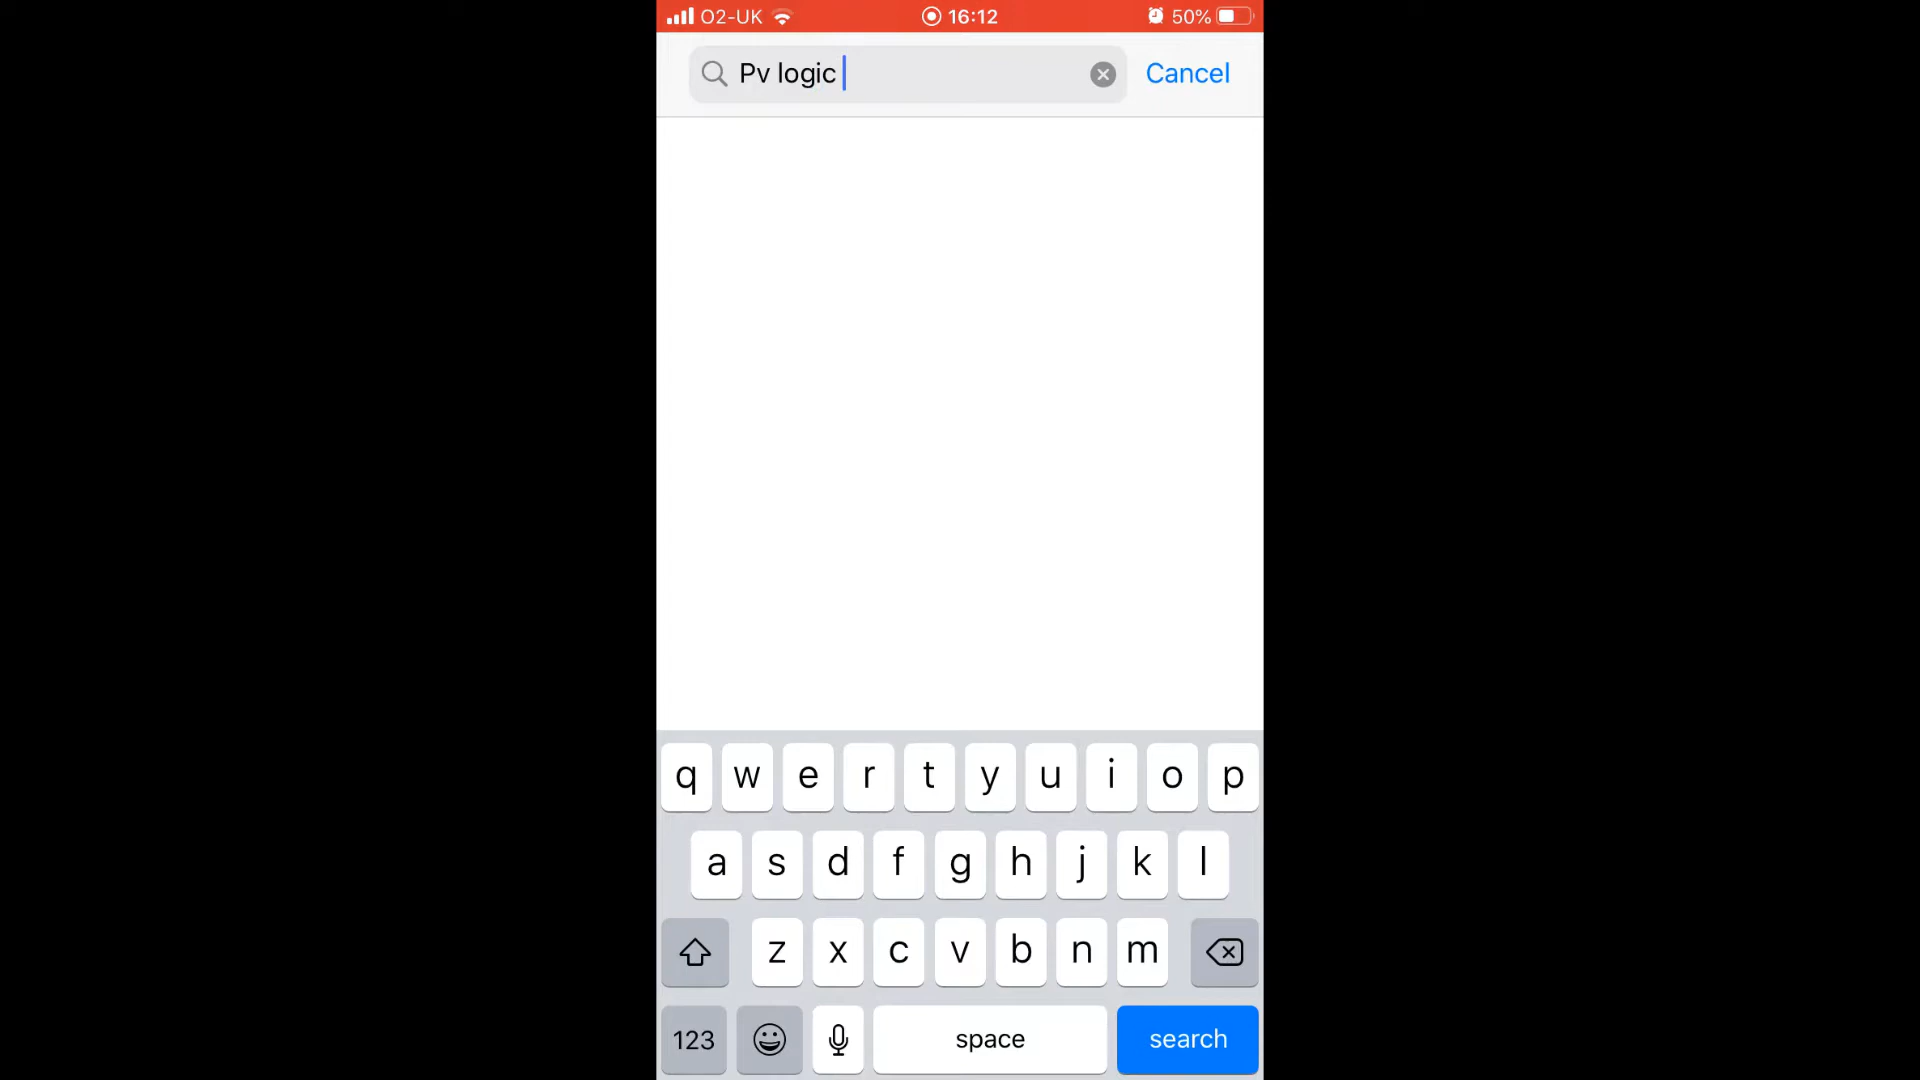 O2-UK 16:12 50%
Pv logic Cancel
q w e r t y u i o p
a s d f g h j k l
z x c v b n m
123 space search